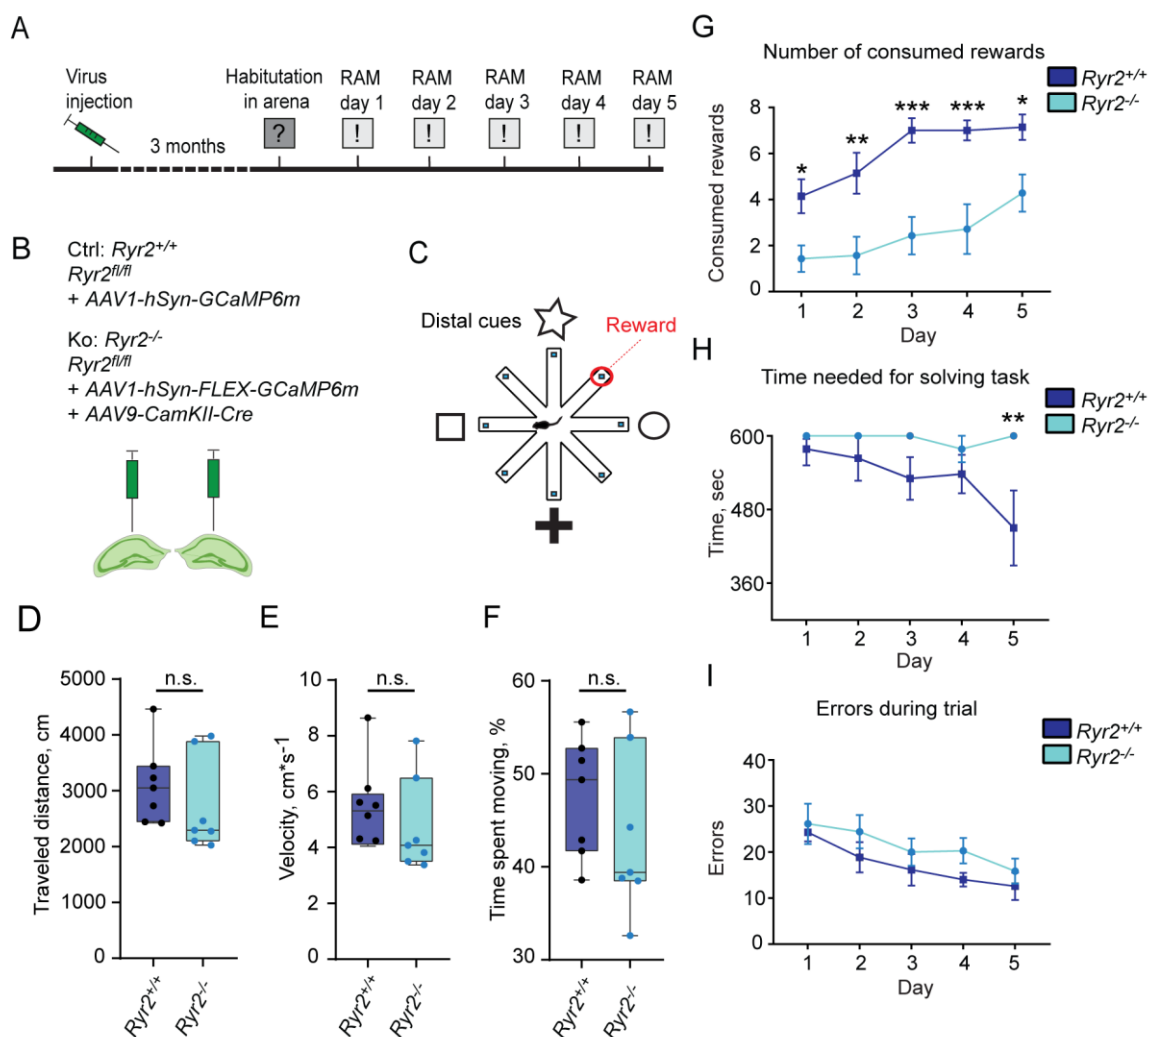 A
Virus
injection
3 months
Habitutation
in arena
?
RAM
day 1
!
RAM
day 2
!
RAM
day 3
!
RAM
day 4
!
RAM
day 5
!
B
Ctrl: Ryr2+/+
Ryr2fl/fl
+ AAV1-hSyn-GCaMP6m
Ko: Ryr2-/-
Ryr2fl/fl
+ AAV1-hSyn-FLEX-GCaMP6m
+ AAV9-CamKII-Cre
C
Distal cues
Reward
D
Traveled distance, cm
n.s.
5000
4000
3000
2000
1000
0
Ryr2+/+
Ryr2-/-
E
Velocity, cm*s-1
n.s.
10
8
6
4
2
0
Ryr2+/+
Ryr2-/-
F
Time spent moving, %
n.s.
60
50
40
30
Ryr2+/+
Ryr2-/-
G
Number of consumed rewards
Ryr2+/+
Ryr2-/-
Consumed rewards
8
6
4
2
0
*
**
***
***
*
1 2 3 4 5
Day
H
Time needed for solving task
Ryr2+/+
Ryr2-/-
Time, sec
600
480
360
**
1 2 3 4 5
Day
I
Errors during trial
Ryr2+/+
Ryr2-/-
Errors
40
30
20
10
0
1 2 3 4 5
Day